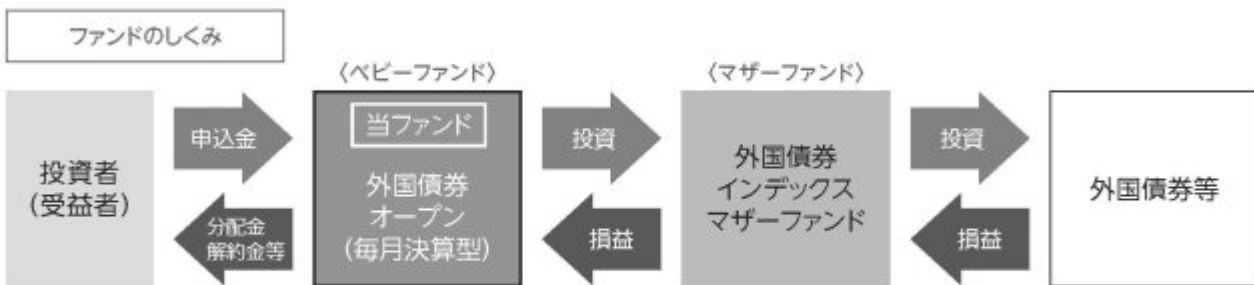 ファンドのしくみ
〈ベビーファンド〉
〈マザーファンド〉
投資者
(受益者)
申込金
分配金
解約金等
当ファンド
外国債券
オープン
(毎月決算型)
投資
損益
外国債券
インデックス
マザーファンド
投資
損益
外国債券等